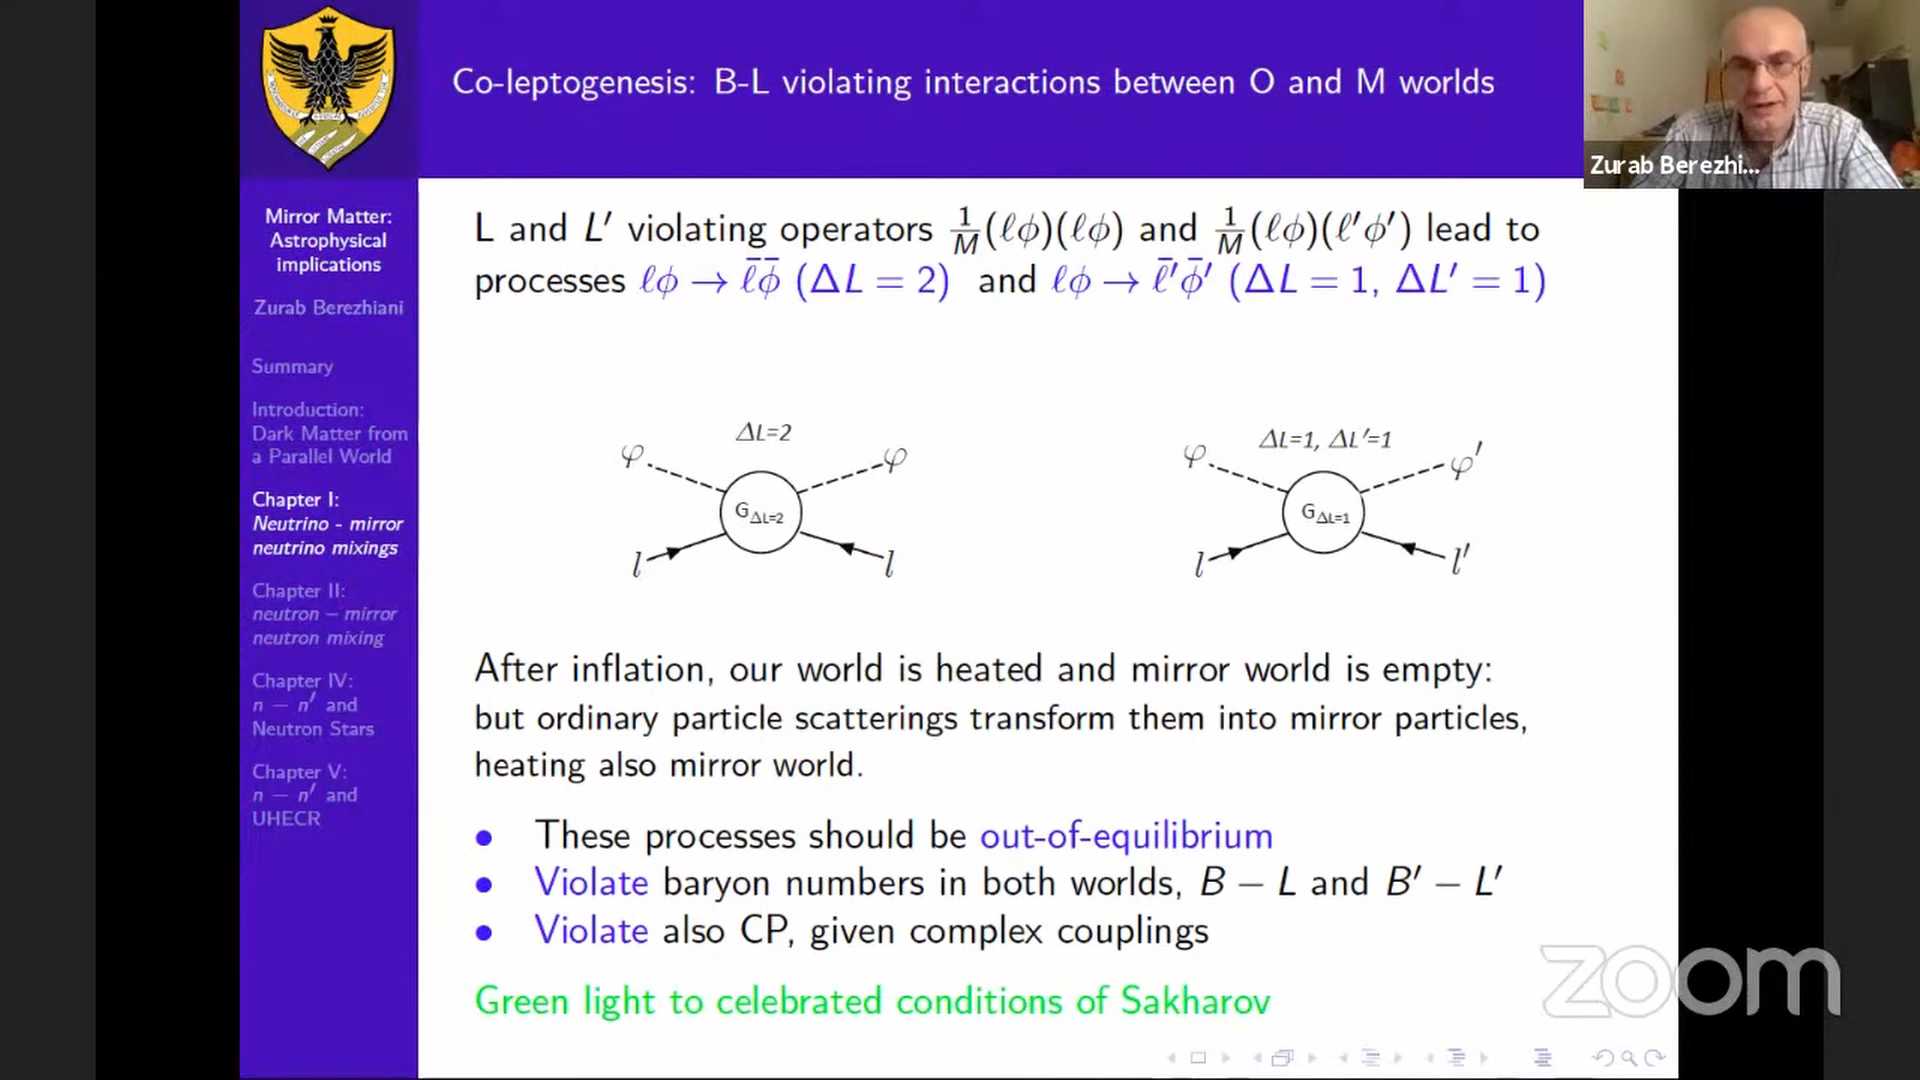 Co-leptogenesis: B-L violating interactions between O and M worlds
Zurab Berezhi...
Mirror Matter:
Astrophysical
implications
Zurab Berezhiani
Summary
Introduction:
Dark Matter from
a Parallel World
Chapter I:
Neutrino - mirror
neutrino mixings
Chapter II:
neutron – mirror
neutron mixing
Chapter IV:
n − n′ and
Neutron Stars
Chapter V:
n − n′ and
UHECR
L and L′ violating operators 1/M (ℓϕ)(ℓϕ) and 1/M (ℓϕ)(ℓ′ϕ′) lead to
processes ℓϕ → ℓ̄ϕ̄ (ΔL = 2) and ℓϕ → ℓ̄′ϕ̄′ (ΔL = 1, ΔL′ = 1)
ΔL=2
φ φ
G_ΔL=2
l l
ΔL=1, ΔL′=1
φ φ′
G_ΔL=1
l l′
After inflation, our world is heated and mirror world is empty:
but ordinary particle scatterings transform them into mirror particles,
heating also mirror world.
• These processes should be out-of-equilibrium
• Violate baryon numbers in both worlds, B − L and B′ − L′
• Violate also CP, given complex couplings
Green light to celebrated conditions of Sakharov
zoom